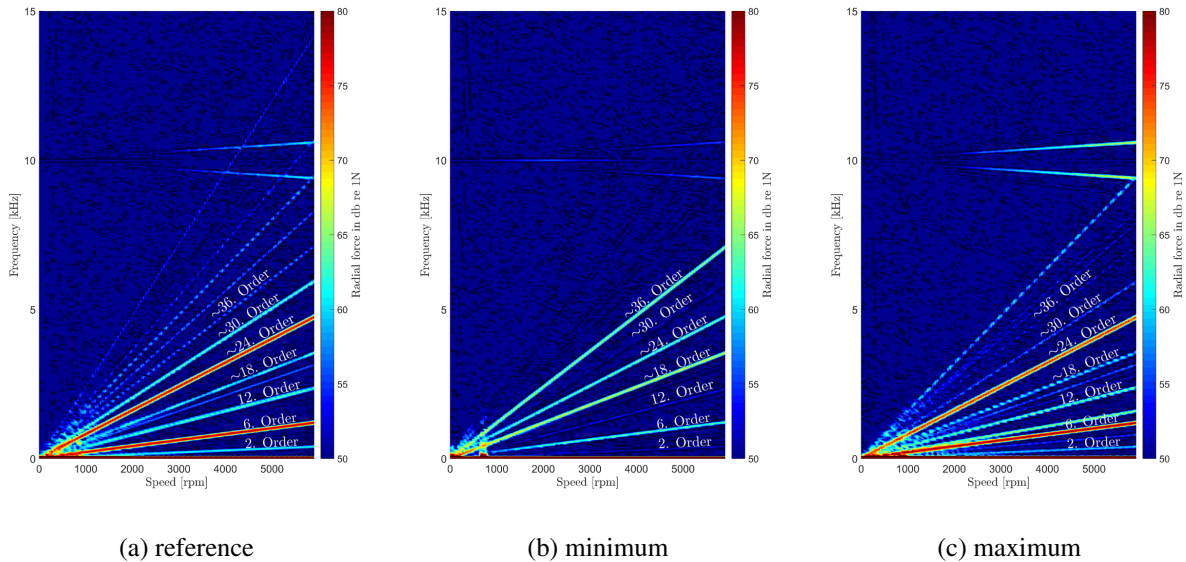 15
10
5
0
Frequency [kHz]
0 1000 2000 3000 4000 5000
Speed [rpm]
~36. Order
~30. Order
~24. Order
~18. Order
12. Order
6. Order
2. Order
80
75
70
65
60
55
50
Radial force in db re 1N
(a) reference
15
10
5
0
Frequency [kHz]
0 1000 2000 3000 4000 5000
Speed [rpm]
~36. Order
~30. Order
~24. Order
~18. Order
12. Order
6. Order
2. Order
80
75
70
65
60
55
50
Radial force in db re 1N
(b) minimum
15
10
5
0
Frequency [kHz]
0 1000 2000 3000 4000 5000
Speed [rpm]
~36. Order
~30. Order
~24. Order
~18. Order
12. Order
6. Order
2. Order
80
75
70
65
60
55
50
Radial force in db re 1N
(c) maximum